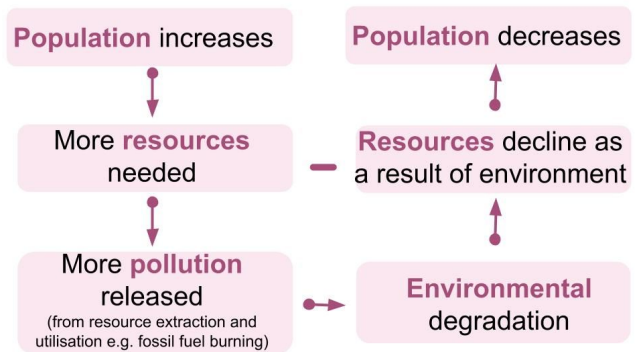 Population increases
More resources
needed
More pollution
released
(from resource extraction and
utilisation e.g. fossil fuel burning)
Environmental
degradation
Resources decline as
a result of environment
Population decreases